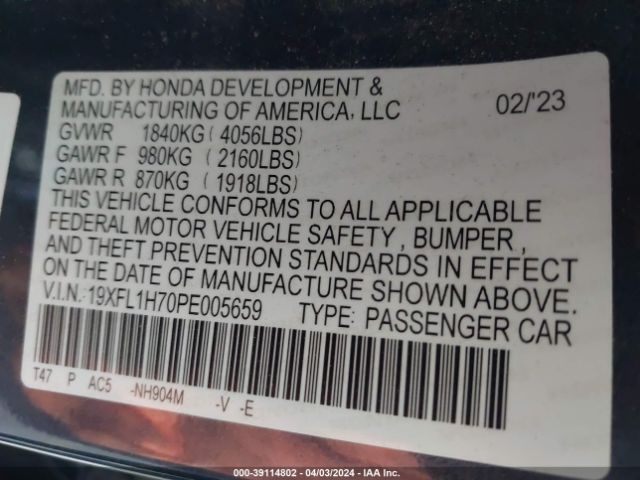 MFD. BY HONDA DEVELOPMENT &
MANUFACTURING OF AMERICA, LLC 02/'23
GVWR 1840KG ( 4056LBS)
GAWR F 980KG ( 2160LBS)
GAWR R 870KG ( 1918LBS)
THIS VEHICLE CONFORMS TO ALL APPLICABLE
FEDERAL MOTOR VEHICLE SAFETY , BUMPER ,
AND THEFT PREVENTION STANDARDS IN EFFECT
ON THE DATE OF MANUFACTURE SHOWN ABOVE.
V.I.N.:19XFL1H70PE005659 TYPE: PASSENGER CAR
T47 P AC5 -NH904M -V -E
000-39114802 - 04/03/2024 - IAA Inc.